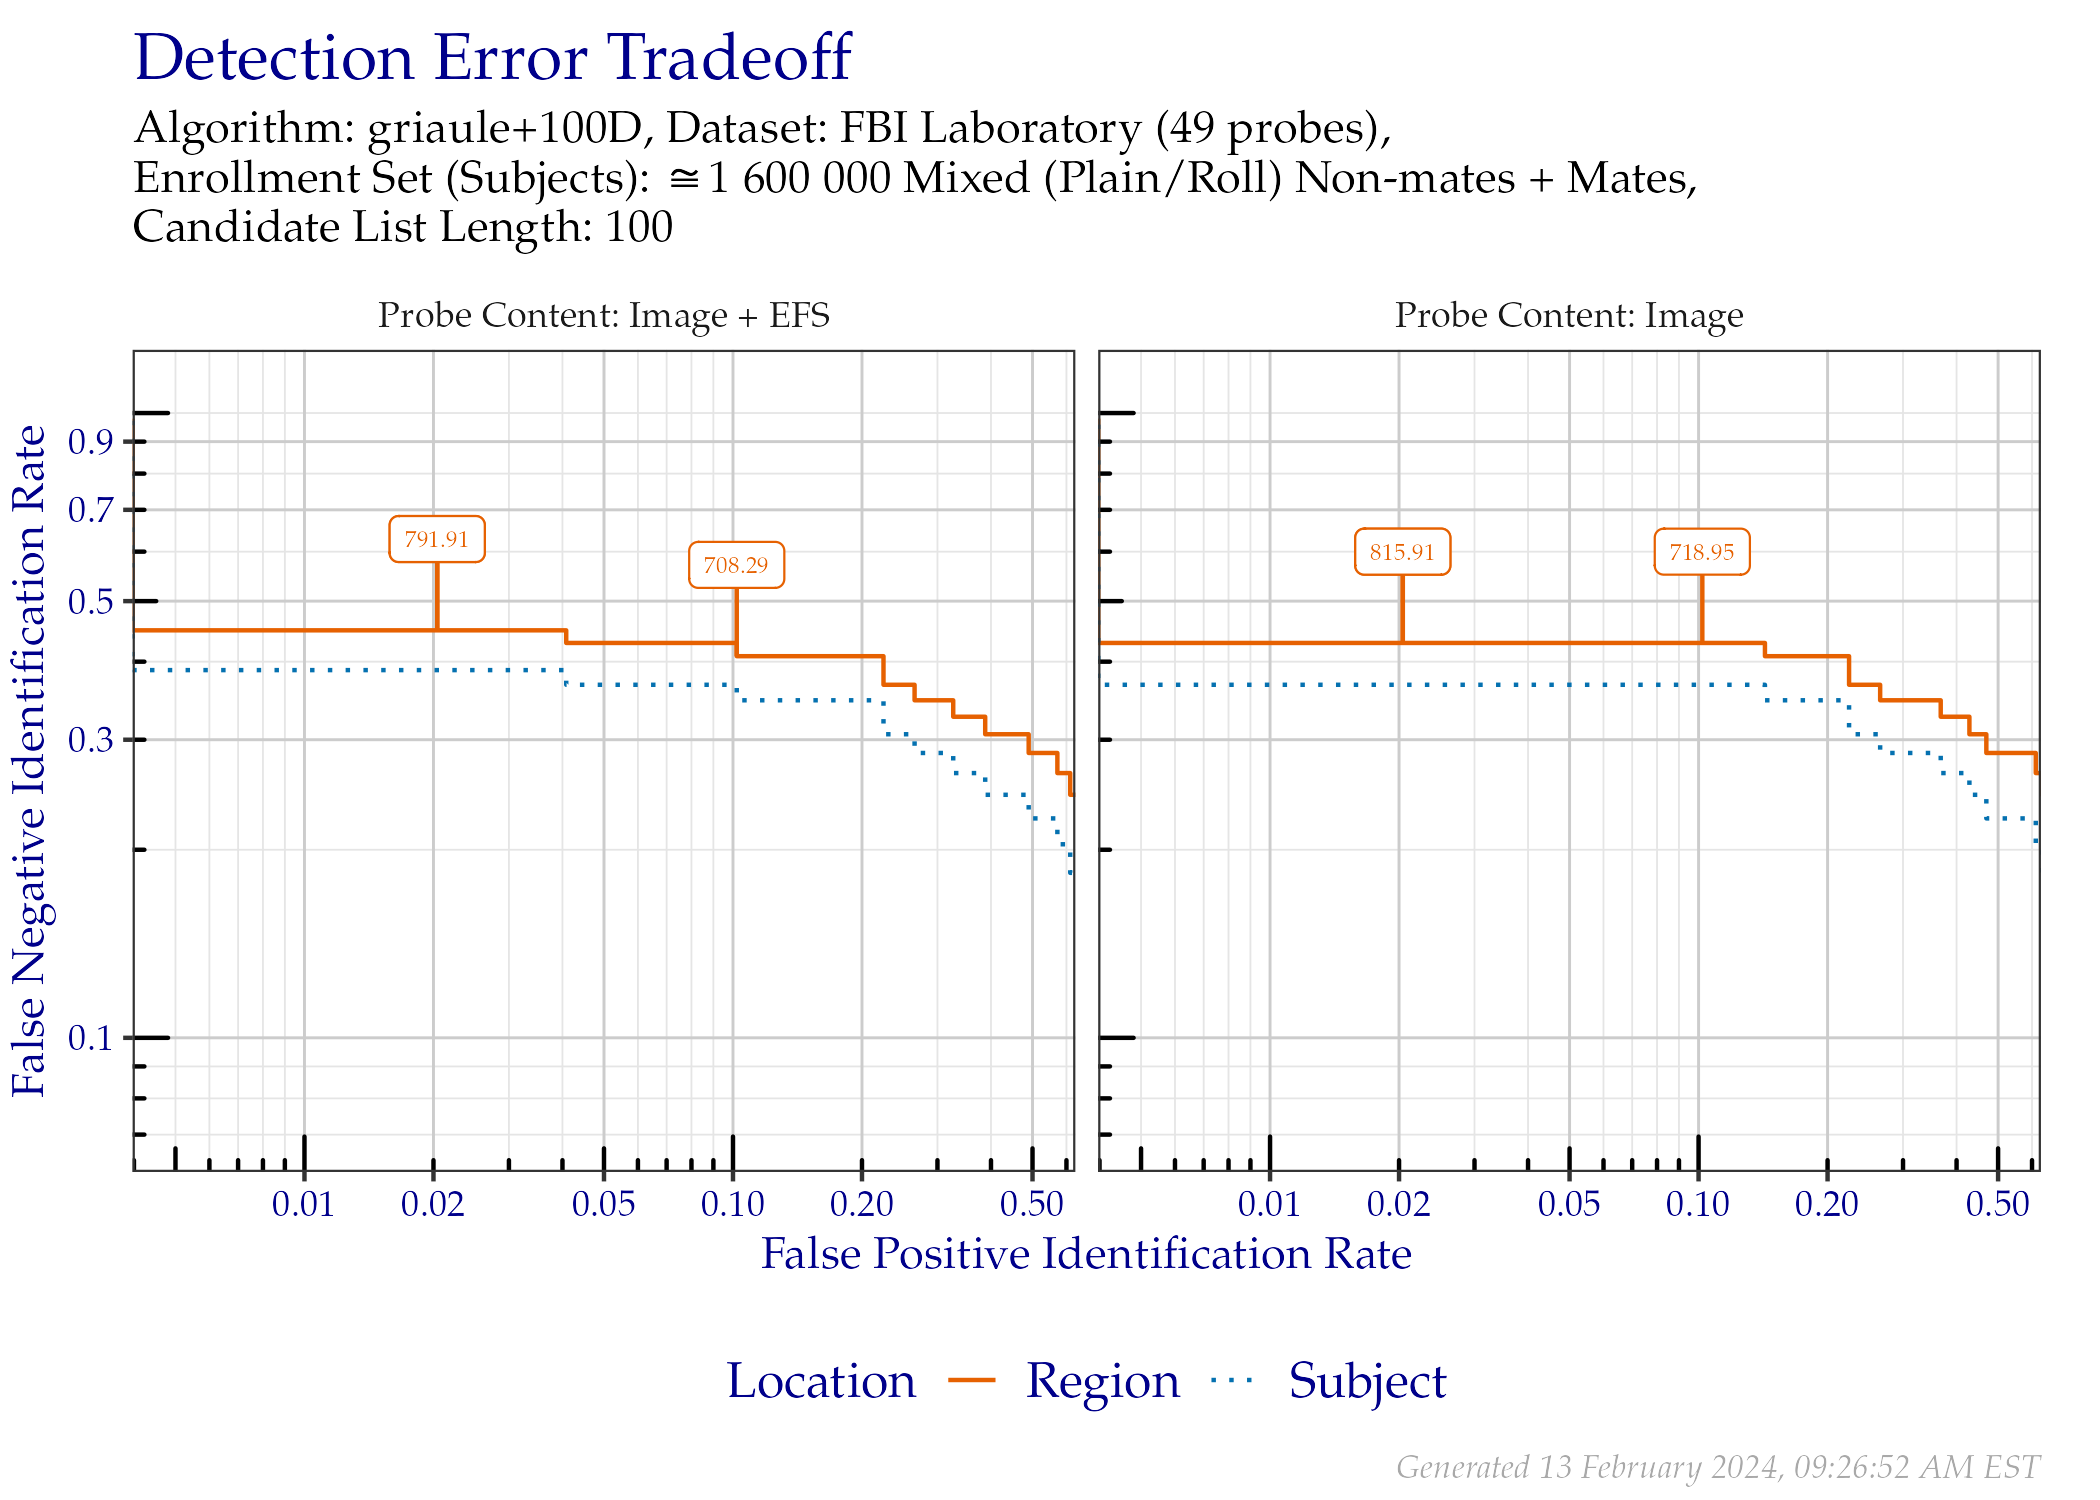 Detection Error Tradeoff
Algorithm: griaule+100D, Dataset: FBI Laboratory (49 probes),
Enrollment Set (Subjects): ≅1 600 000 Mixed (Plain/Roll) Non-mates + Mates,
Candidate List Length: 100
Probe Content: Image + EFS
Probe Content: Image
False Negative Identification Rate
0.9
0.7
0.5
0.3
0.1
791.91
708.29
815.91
718.95
0.01 0.02 0.05 0.10 0.20 0.50
0.01 0.02 0.05 0.10 0.20 0.50
False Positive Identification Rate
Location Region Subject
Generated 13 February 2024, 09:26:52 AM EST